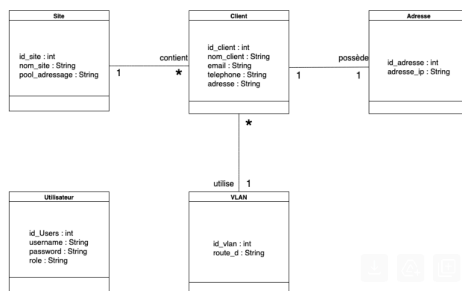 Site
id_site : int
nom_site : String
pool_adressage : String
1
contient
*
Client
id_client : int
nom_client : String
email : String
telephone : String
adresse : String
1
possède
1
Adresse
id_adresse : int
adresse_ip : String
*
utilise
1
Utilisateur
id_Users : int
username : String
password : String
role : String
VLAN
id_vlan : int
route_d : String